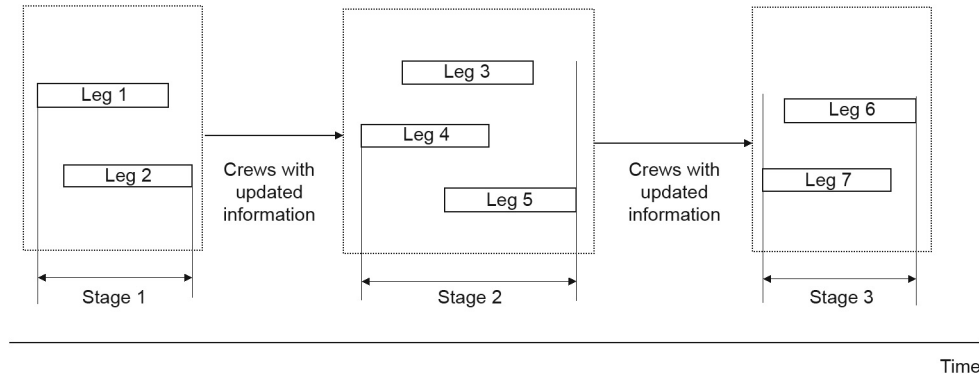 Leg 3
Leg 1
Leg 6
Leg 4
Leg 2
Crews with
updated
information
Leg 5
Crews with
updated
information
Leg 7
Stage 1
Stage 2
Stage 3
Time